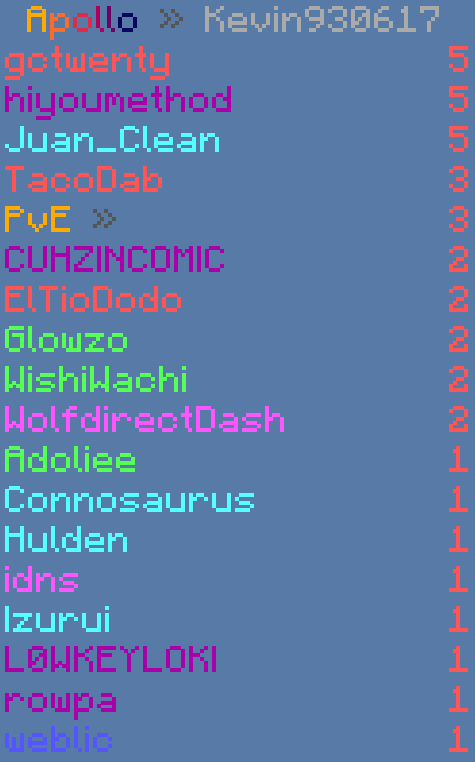 Apollo » Kevin930617
gctwenty 5
hiyoumethod 5
Juan_Clean 5
TacoDab 3
PvE » 3
CUHZINCOMIC 2
ElTioDodo 2
Glowzo 2
WishiWachi 2
WolfdirectDash 2
Adoliee 1
Connosaurus 1
Hulden 1
idns 1
Izurui 1
L0WKEYLOKI 1
rowpa 1
weblic 1